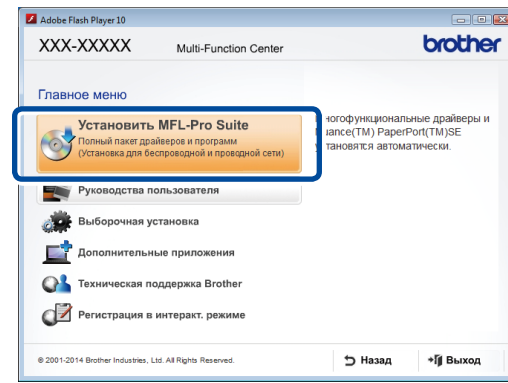 Adobe Flash Player 10
XXX-XXXXX
Multi-Function Center
brother
Главное меню
Установить MFL-Pro Suite
Полный пакет драйверов и программ
(Установка для беспроводной и проводной сети)
ногофункциональные драйверы и
uance(TM) PaperPort(TM)SE
тановятся автоматически.
Руководства пользователя
Выборочная установка
Дополнительные приложения
Техническая поддержка Brother
Регистрация в интеракт. режиме
© 2001-2014 Brother Industries, Ltd. All Rights Reserved.
Назад
Выход